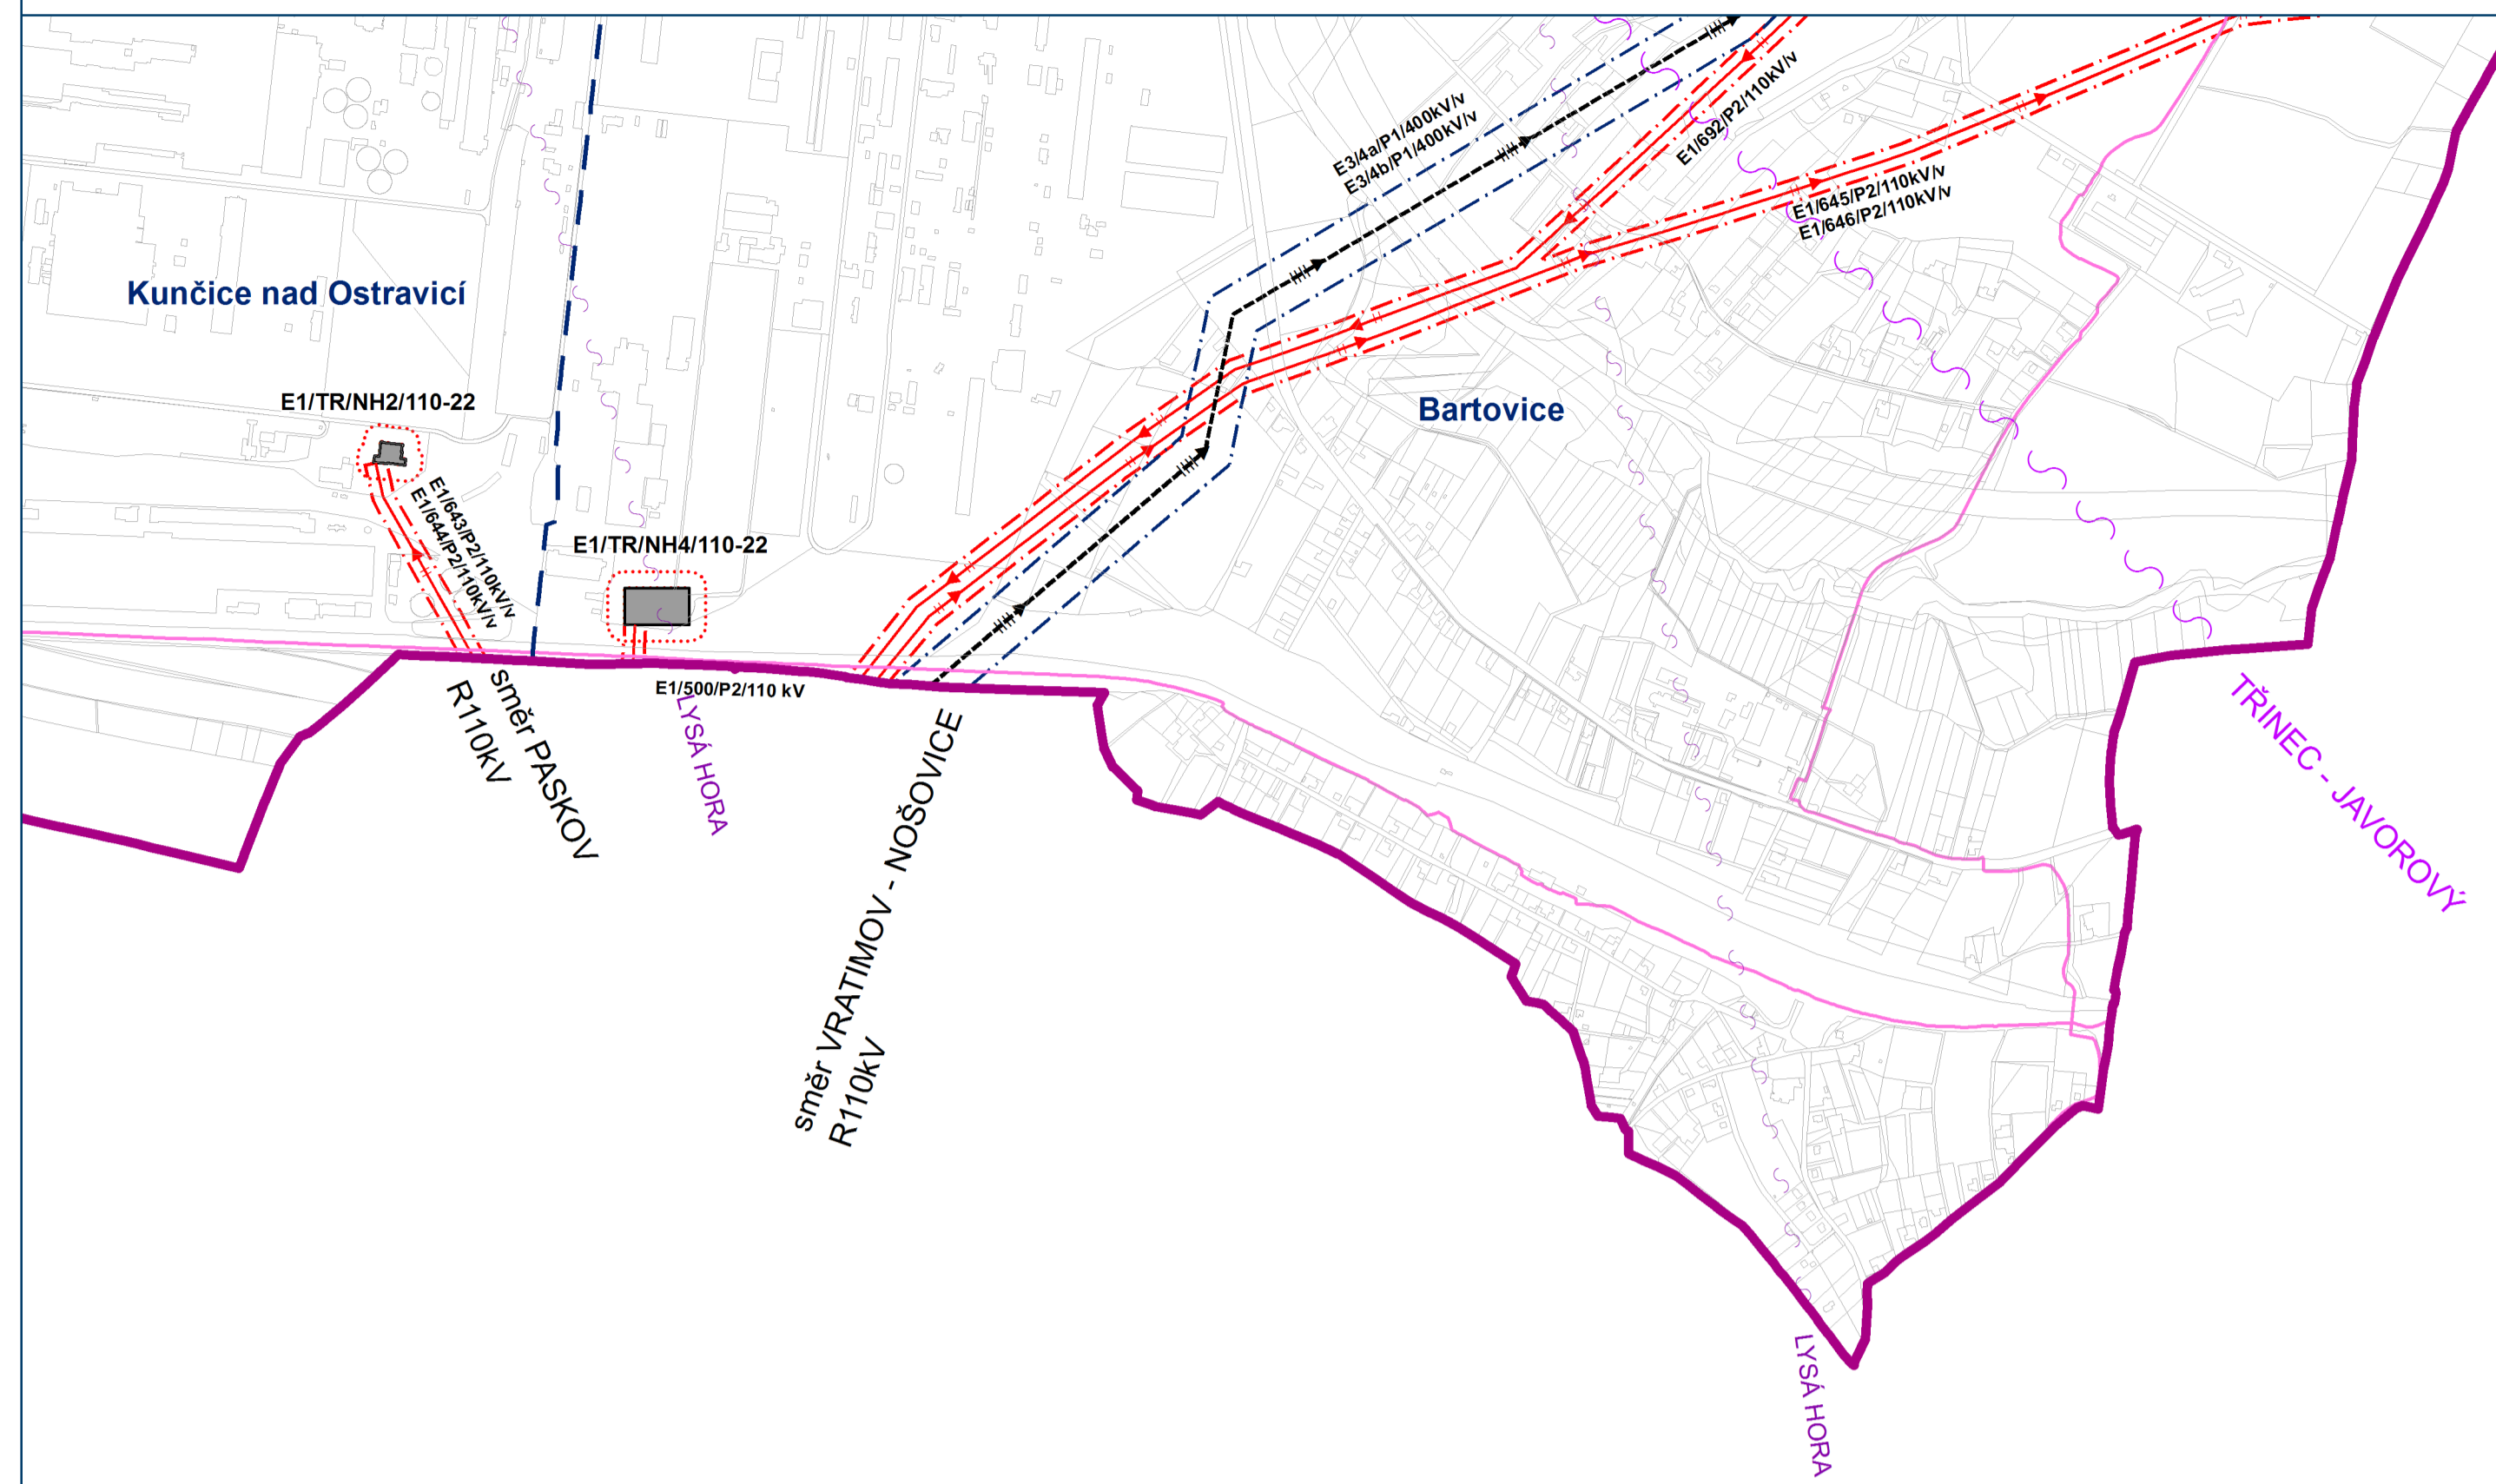 E3/4a/P1/400kV/v
E3/4b/P1/400kV/v
E1/692/P2/110kV/v
E1/645/P2/110kV/v
E1/646/P2/110kV/v
Kunčice nad Ostravicí
E1/TR/NH2/110-22
Bartovice
E1/643/P2/110kV/v
E1/644/P2/110kV/v
E1/TR/NH4/110-22
E1/500/P2/110 kV
směr PASKOV
R110kV
LYSÁ HORA
směr VRATIMOV - NOŠOVICE
R110kV
TŘINEC - JAVOROVÝ
LYSÁ HORA